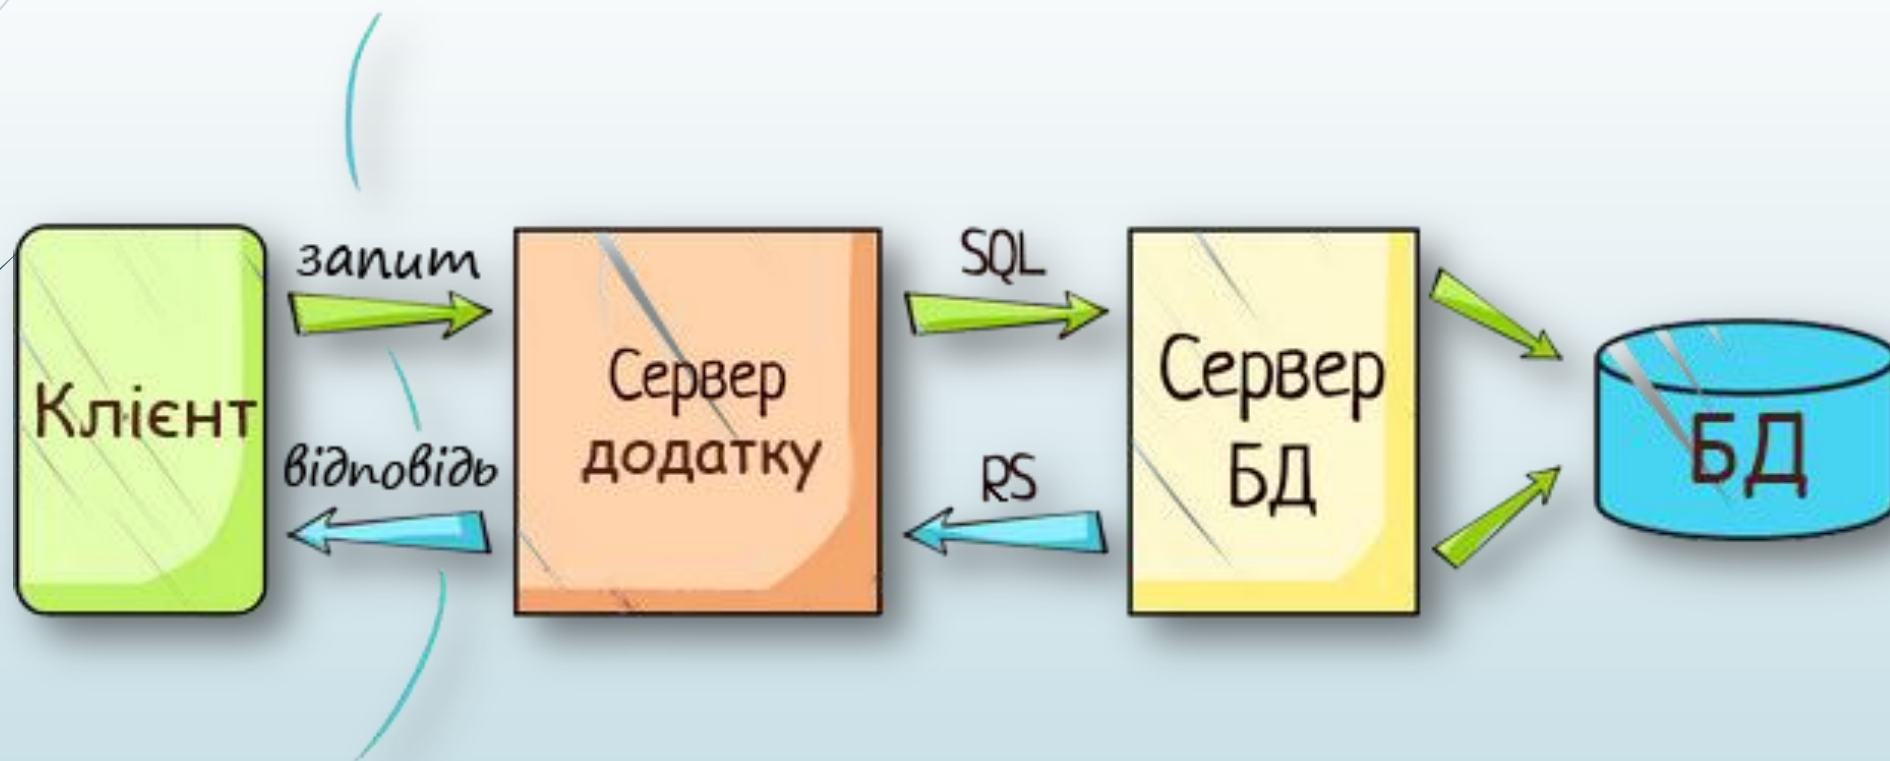 Клієнт
запит
відповідь
Сервер
додатку
SQL
RS
Сервер
БД
БД